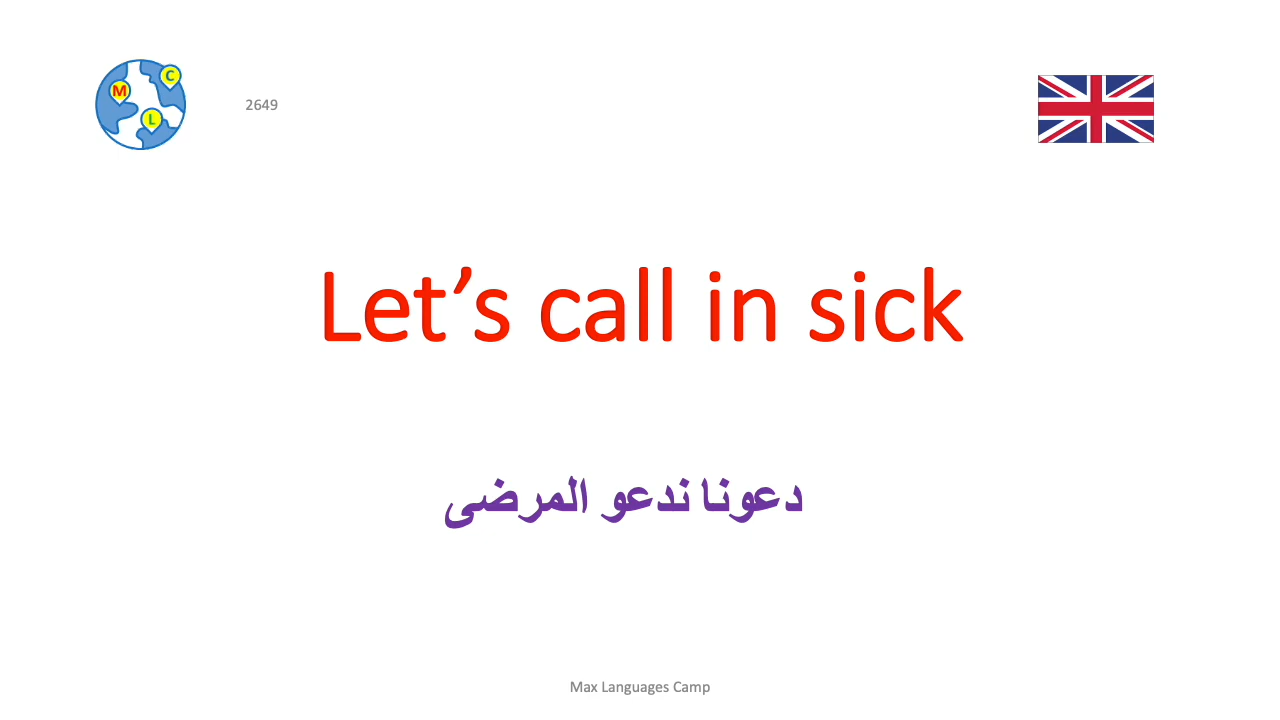 C
M
L
2649
Let’s call in sick
دعونا ندعو المرضى
Max Languages Camp